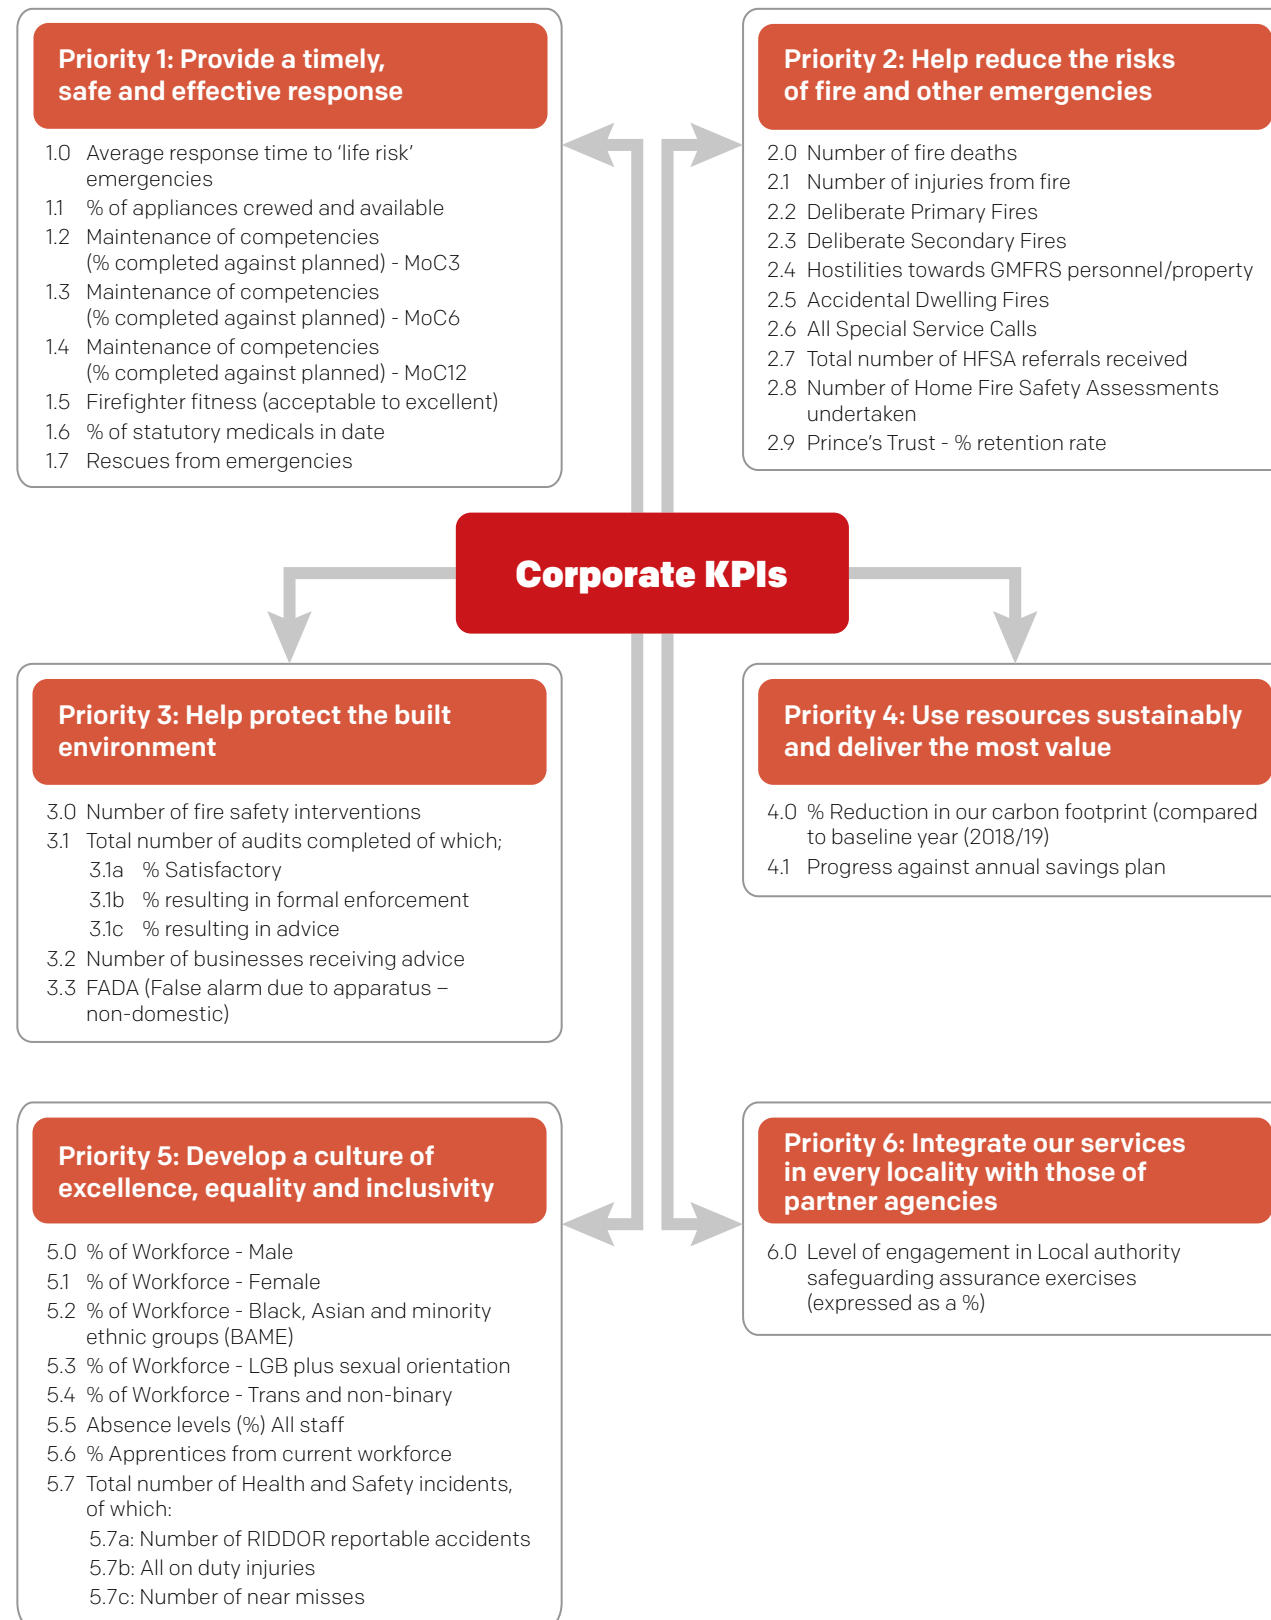 Priority 1: Provide a timely,
safe and effective response
1.0 Average response time to ‘life risk’
emergencies
1.1 % of appliances crewed and available
1.2 Maintenance of competencies
(% completed against planned) - MoC3
1.3 Maintenance of competencies
(% completed against planned) - MoC6
1.4 Maintenance of competencies
(% completed against planned) - MoC12
1.5 Firefighter fitness (acceptable to excellent)
1.6 % of statutory medicals in date
1.7 Rescues from emergencies
Priority 2: Help reduce the risks
of fire and other emergencies
2.0 Number of fire deaths
2.1 Number of injuries from fire
2.2 Deliberate Primary Fires
2.3 Deliberate Secondary Fires
2.4 Hostilities towards GMFRS personnel/property
2.5 Accidental Dwelling Fires
2.6 All Special Service Calls
2.7 Total number of HFSA referrals received
2.8 Number of Home Fire Safety Assessments
undertaken
2.9 Prince’s Trust - % retention rate
Corporate KPIs
Priority 3: Help protect the built
environment
3.0 Number of fire safety interventions
3.1 Total number of audits completed of which;
3.1a % Satisfactory
3.1b % resulting in formal enforcement
3.1c % resulting in advice
3.2 Number of businesses receiving advice
3.3 FADA (False alarm due to apparatus –
non-domestic)
Priority 4: Use resources sustainably
and deliver the most value
4.0 % Reduction in our carbon footprint (compared
to baseline year (2018/19)
4.1 Progress against annual savings plan
Priority 5: Develop a culture of
excellence, equality and inclusivity
5.0 % of Workforce - Male
5.1 % of Workforce - Female
5.2 % of Workforce - Black, Asian and minority
ethnic groups (BAME)
5.3 % of Workforce - LGB plus sexual orientation
5.4 % of Workforce - Trans and non-binary
5.5 Absence levels (%) All staff
5.6 % Apprentices from current workforce
5.7 Total number of Health and Safety incidents,
of which:
5.7a: Number of RIDDOR reportable accidents
5.7b: All on duty injuries
5.7c: Number of near misses
Priority 6: Integrate our services
in every locality with those of
partner agencies
6.0 Level of engagement in Local authority
safeguarding assurance exercises
(expressed as a %)